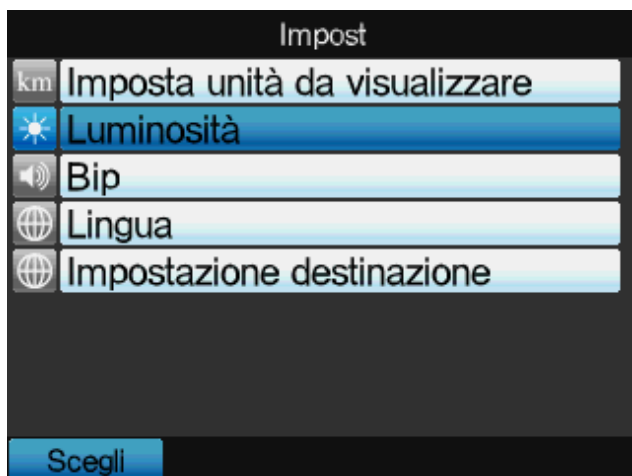 Impost
km Imposta unità da visualizzare
Luminosità
Bip
Lingua
Impostazione destinazione
Scegli